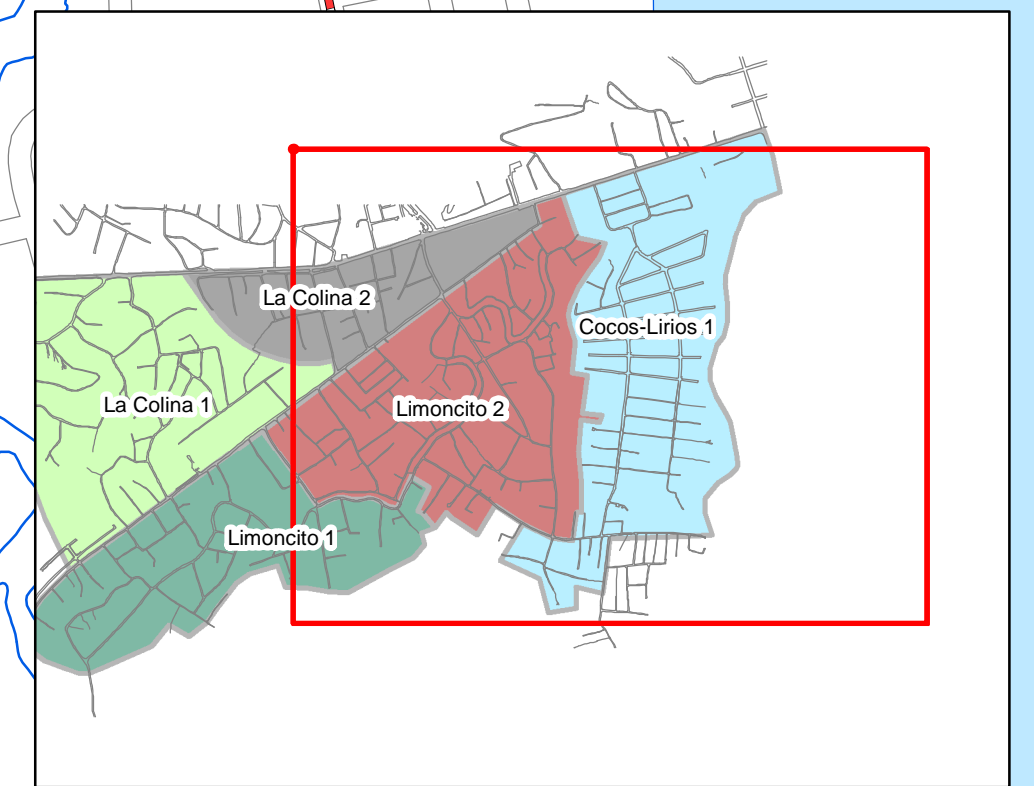 La Colina 2
Cocos-Lirios 1
La Colina 1
Limoncito 2
Limoncito 1